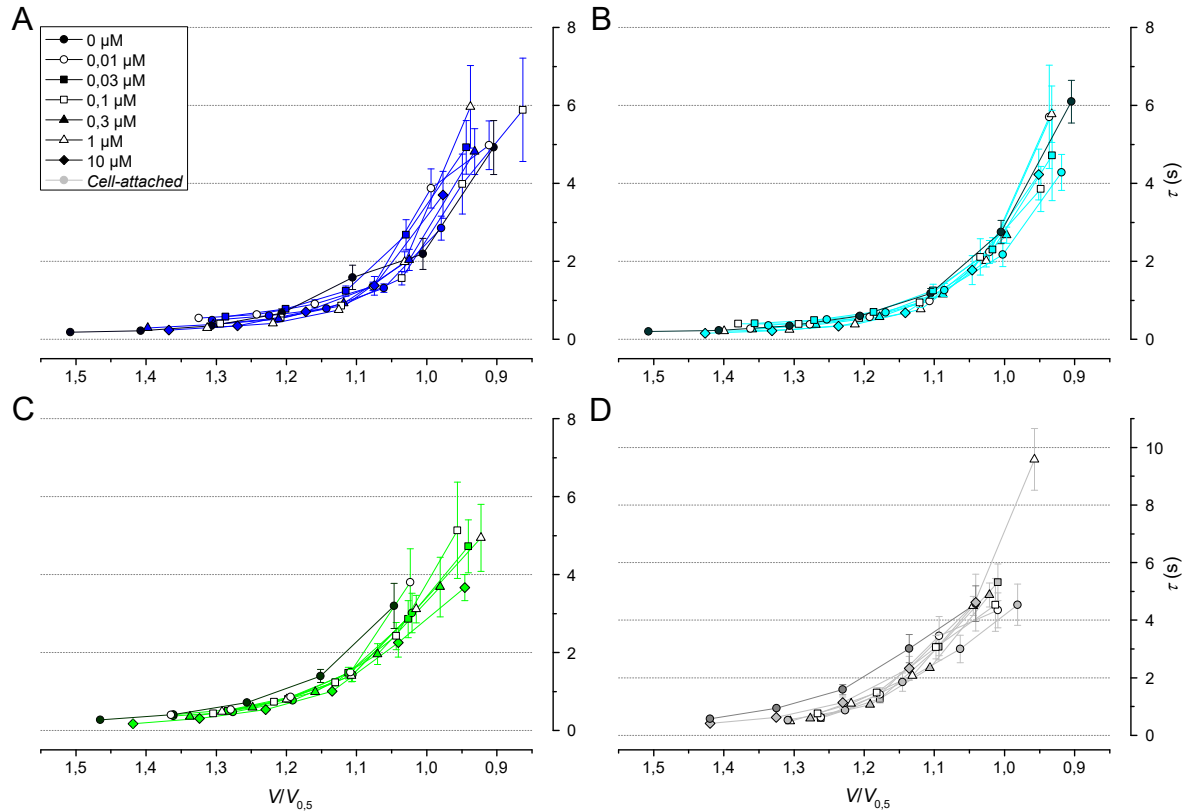 A
0 µM
0,01 µM
0,03 µM
0,1 µM
0,3 µM
1 µM
10 µM
Cell-attached
8
6
4
2
0
1,5 1,4 1,3 1,2 1,1 1,0 0,9
B
8
6
4
2
0
τ (s)
1,5 1,4 1,3 1,2 1,1 1,0 0,9
C
8
6
4
2
0
1,5 1,4 1,3 1,2 1,1 1,0 0,9
V/V0,5
D
10
8
6
4
2
0
τ (s)
1,5 1,4 1,3 1,2 1,1 1,0 0,9
V/V0,5